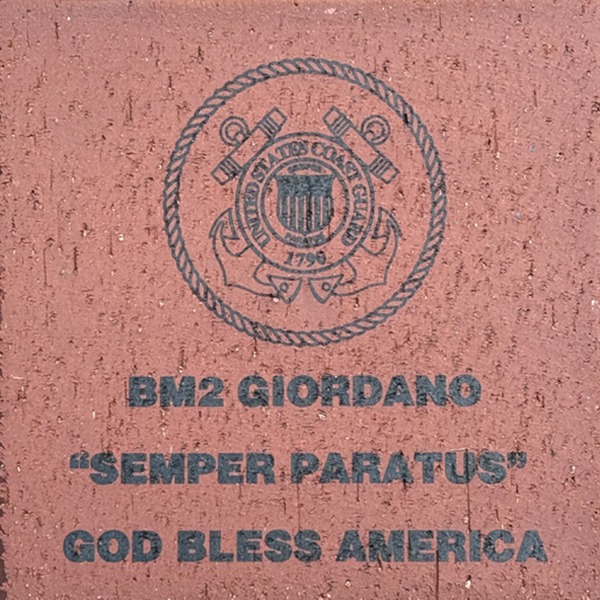 UNITED STATES COAST GUARD
1790
BM2 GIORDANO
“SEMPER PARATUS”
GOD BLESS AMERICA